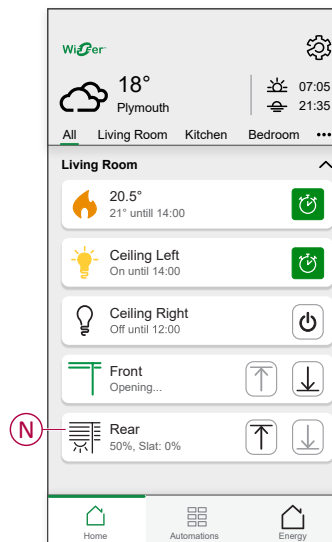 Wiser
18°
Plymouth
07:05
21:35
All Living Room Kitchen Bedroom •••
Living Room
20.5°
21° untill 14:00
Ceiling Left
On until 14:00
Ceiling Right
Off until 12:00
Front
Opening...
N
Rear
50%, Slat: 0%
Home Automations Energy